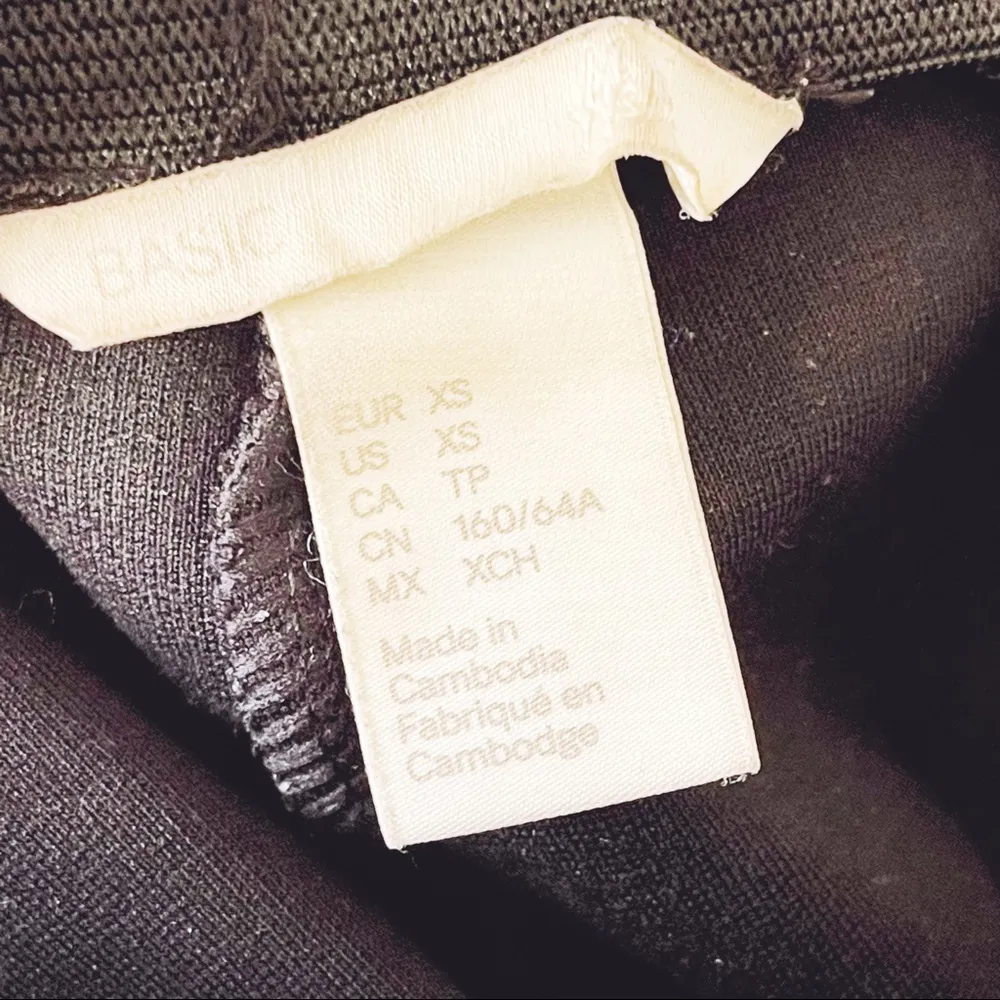 BASIC
EUR XS
US XS
CA TP
CN 160/64A
MX XCH
Made in
Cambodia
Fabriqué en
Cambodge